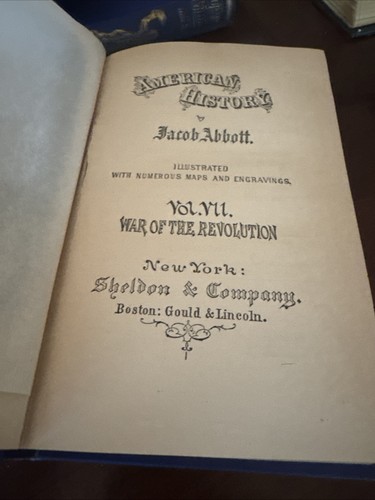 AMERICAN
HISTORY
by
Jacob Abbott.
ILLUSTRATED
WITH NUMEROUS MAPS AND ENGRAVINGS.
Vol. VII.
WAR OF THE REVOLUTION
New York:
Sheldon & Company.
Boston: Gould & Lincoln.